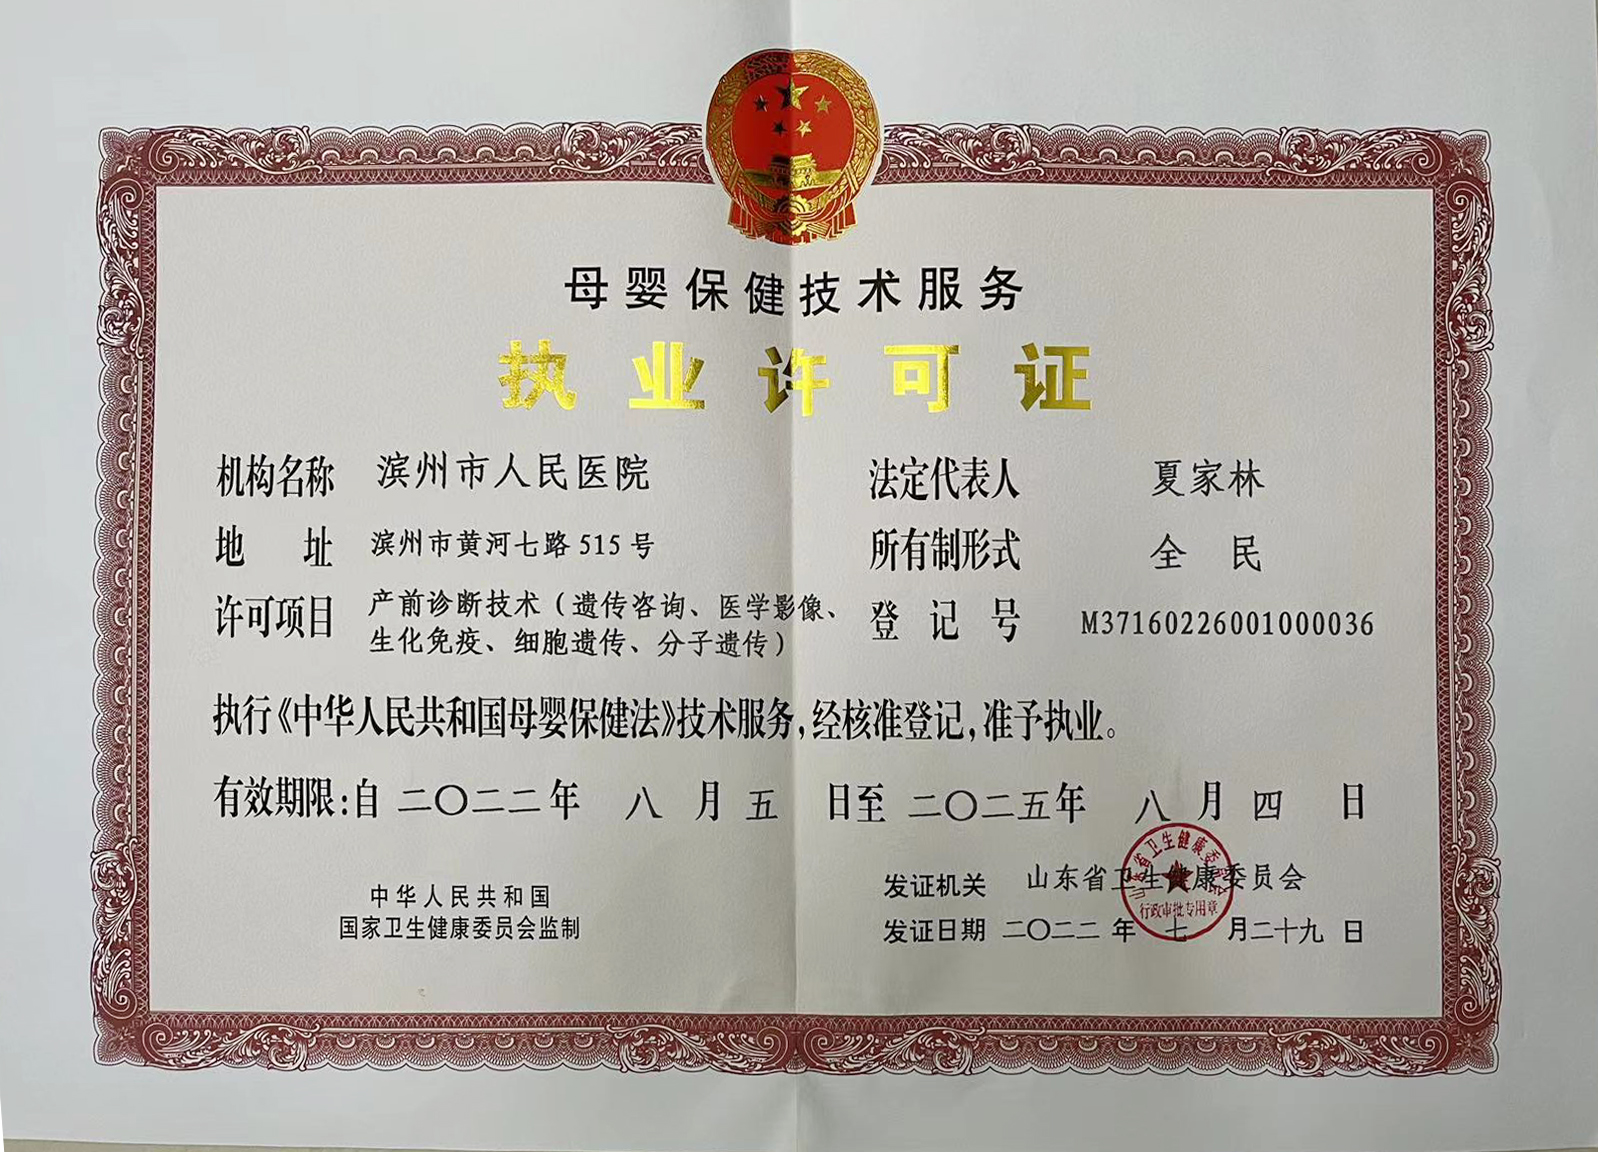 母婴保健技术服务
执业许可证
机构名称 滨州市人民医院
法定代表人 夏家林
地址 滨州市黄河七路515号
所有制形式 全民
许可项目 产前诊断技术（遗传咨询、医学影像、
生化免疫、细胞遗传、分子遗传）
登记号 M37160226001000036
执行《中华人民共和国母婴保健法》技术服务，经核准登记，准予执业。
有效期限：自二〇二二年八月五日至二〇二五年八月四日
中华人民共和国
国家卫生健康委员会监制
发证机关 山东省卫生健康委员会
发证日期 二〇二二年七月二十九日
山东省卫生健康委员会
行政审批专用章